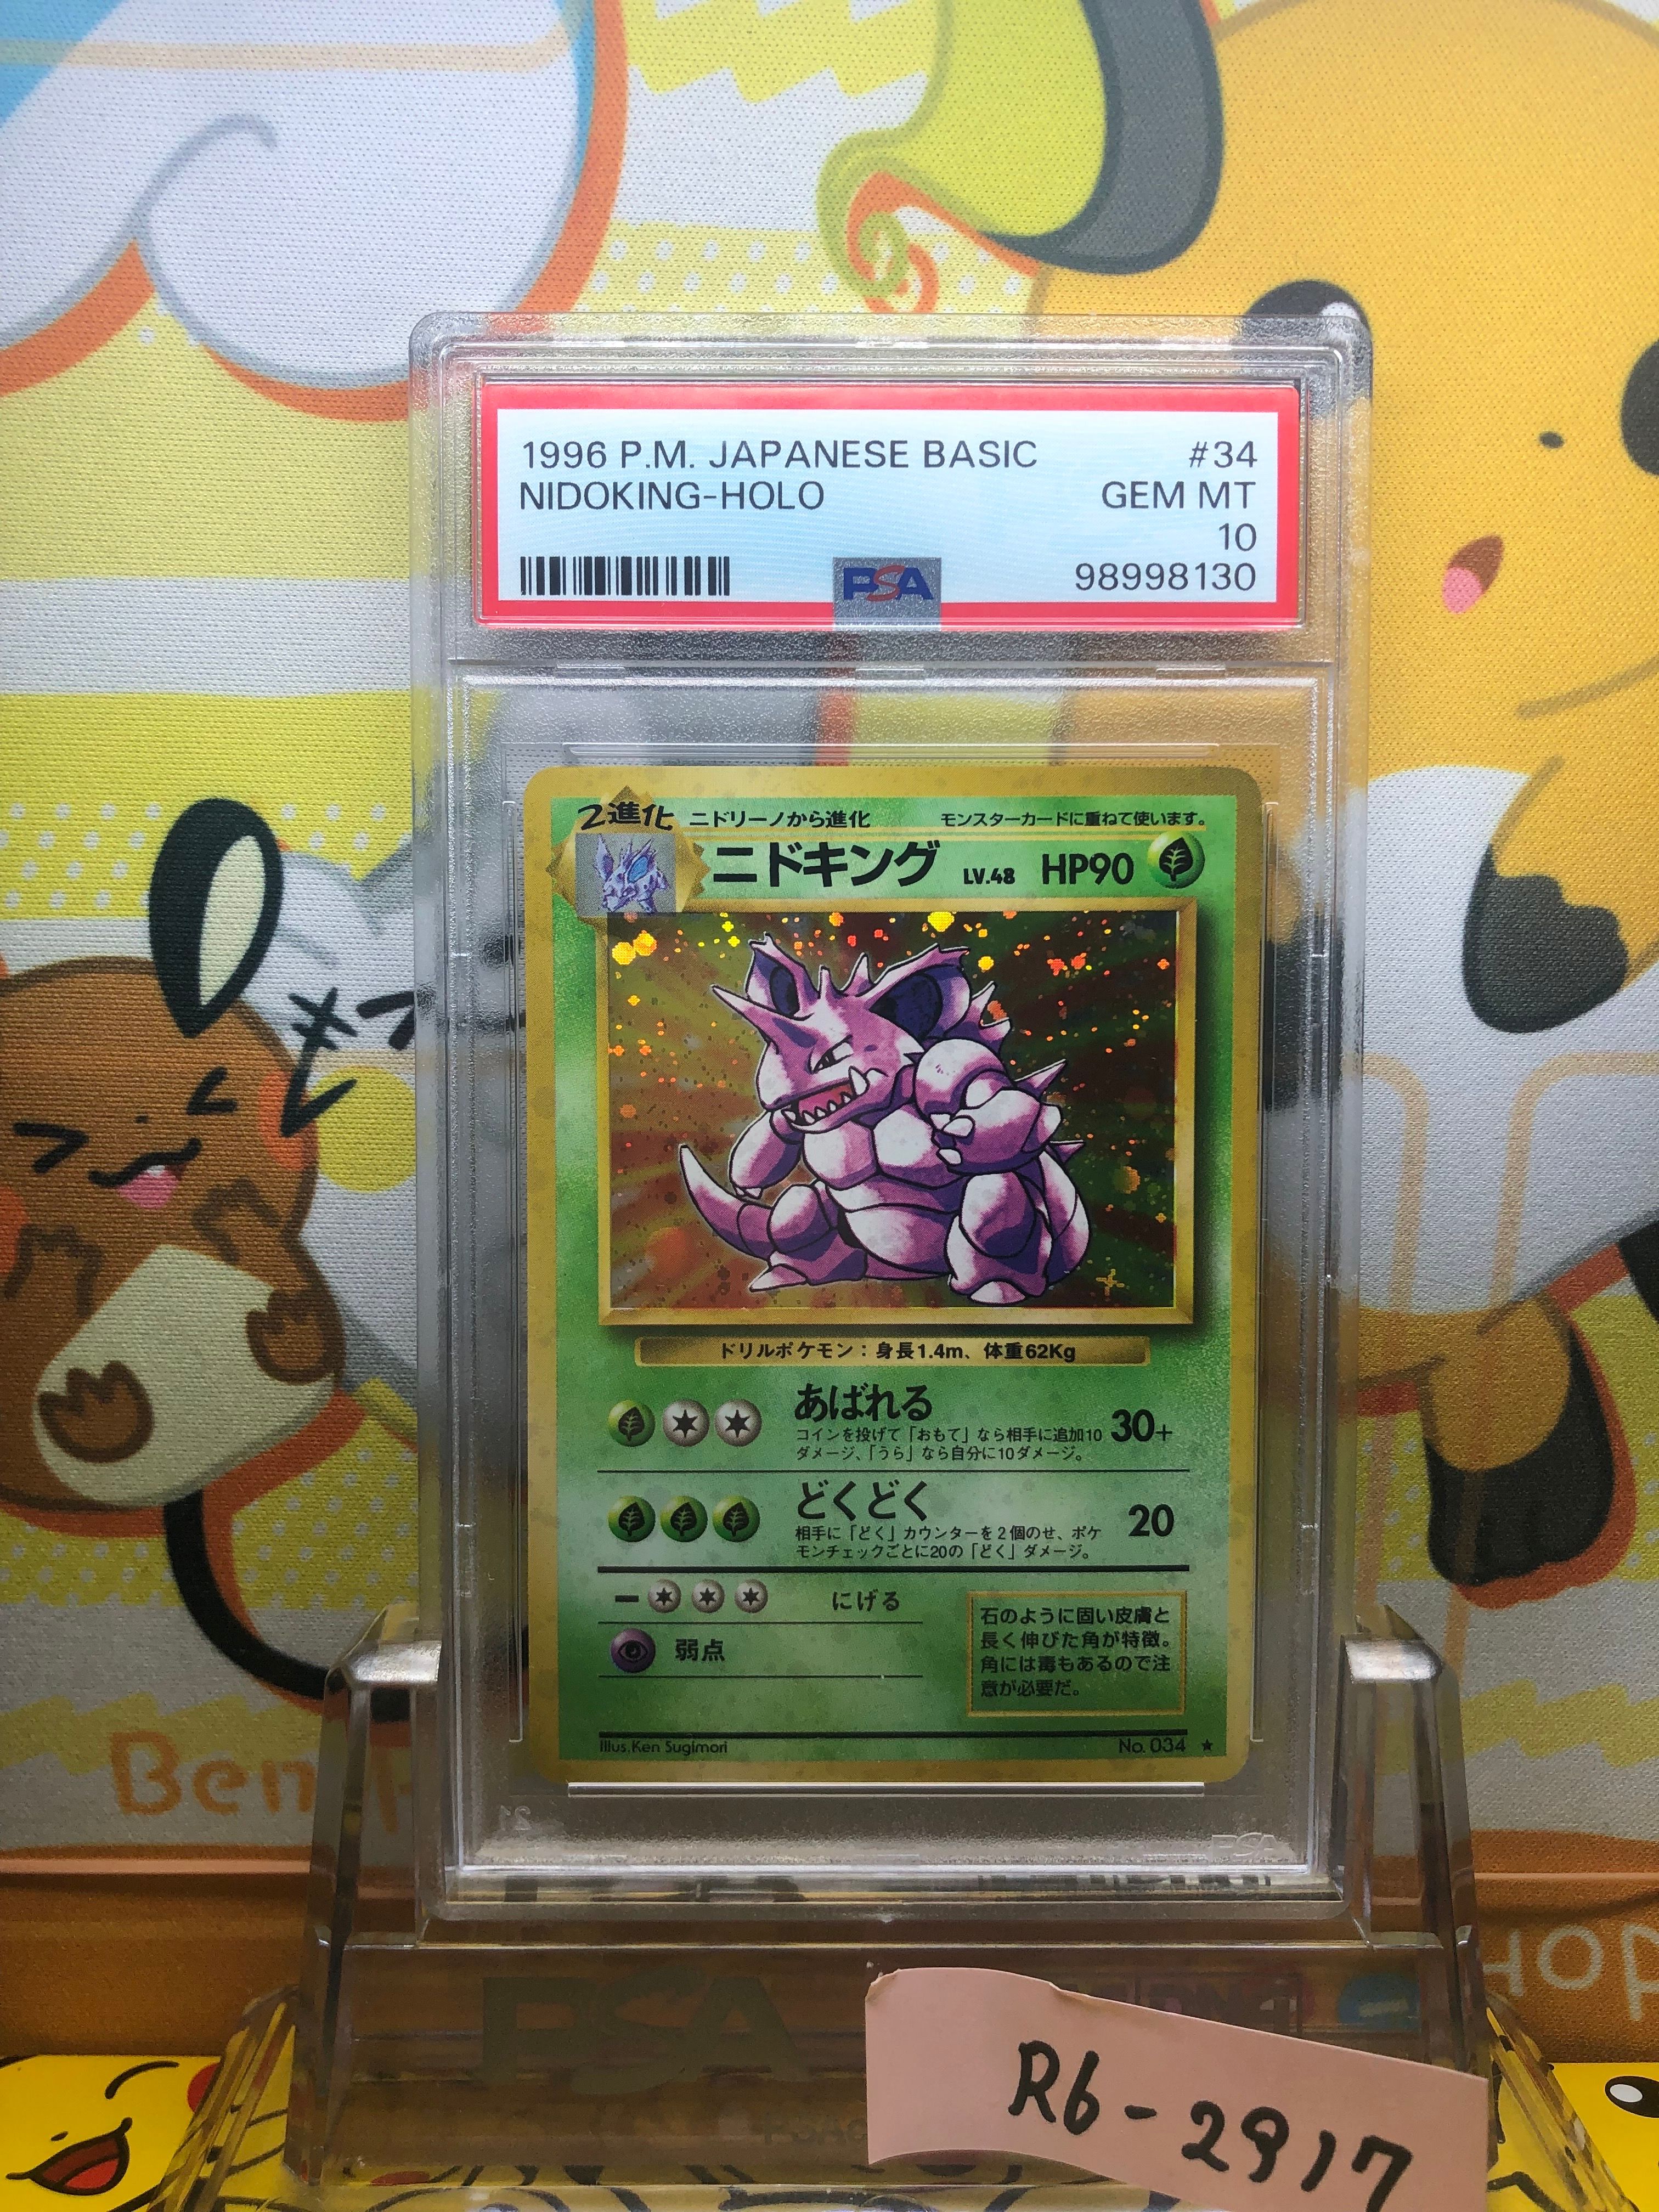 1996 P.M. JAPANESE BASIC #34
NIDOKING-HOLO GEM MT
10
PSA 98998130
2進化 ニドリーノから進化 モンスターカードに重ねて使います。
ニドキング LV.48 HP90
ドリルポケモン：身長1.4m、体重62Kg
あばれる 30+
コインを投げて「おもて」なら相手に追加10
ダメージ、「うら」なら自分に10ダメージ。
どくどく 20
相手に「どく」カウンターを2個のせ、ポケ
モンチェックごとに20の「どく」ダメージ。
ー にげる
弱点
石のように固い皮膚と
長く伸びた角が特徴。
角には毒もあるので注
意が必要だ。
Illus.Ken Sugimori No. 034 ★
PSA
PSA
R6-2917